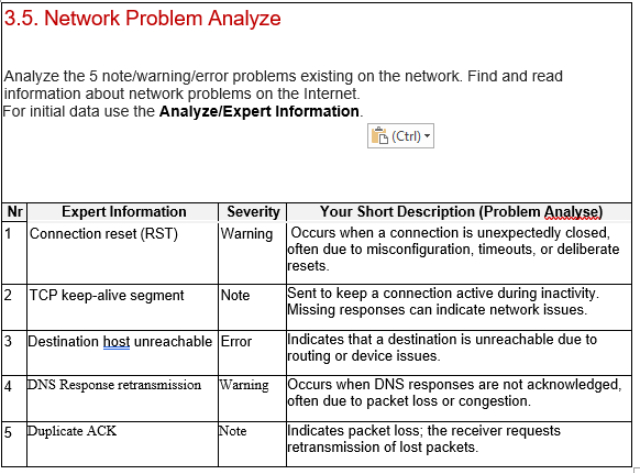 3.5. Network Problem Analyze
Analyze the 5 note/warning/error problems existing on the network. Find and read
information about network problems on the Internet.
For initial data use the Analyze/Expert Information.
(Ctrl)
Nr Expert Information Severity Your Short Description (Problem Analyse)
1 Connection reset (RST) Warning Occurs when a connection is unexpectedly closed,
often due to misconfiguration, timeouts, or deliberate
resets.
2 TCP keep-alive segment Note Sent to keep a connection active during inactivity.
Missing responses can indicate network issues.
3 Destination host unreachable Error Indicates that a destination is unreachable due to
routing or device issues.
4 DNS Response retransmission Warning Occurs when DNS responses are not acknowledged,
often due to packet loss or congestion.
5 Duplicate ACK Note Indicates packet loss; the receiver requests
retransmission of lost packets.